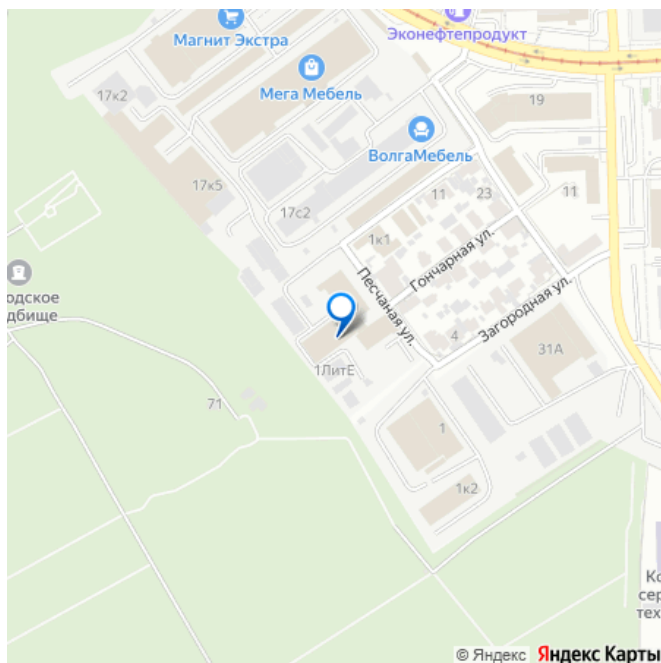 Магнит Экстра
Эконефтепродукт
Мега Мебель
17к2
19
ВолгаМебель
17к5
11
23
11
17с2
1к1
Гончарная ул.
Песчаная ул.
одское
дбище
Загородная ул.
4
31А
1ЛитЕ
71
1
1к2
Ко
сер
тех
© Яндекс Яндекс Карты